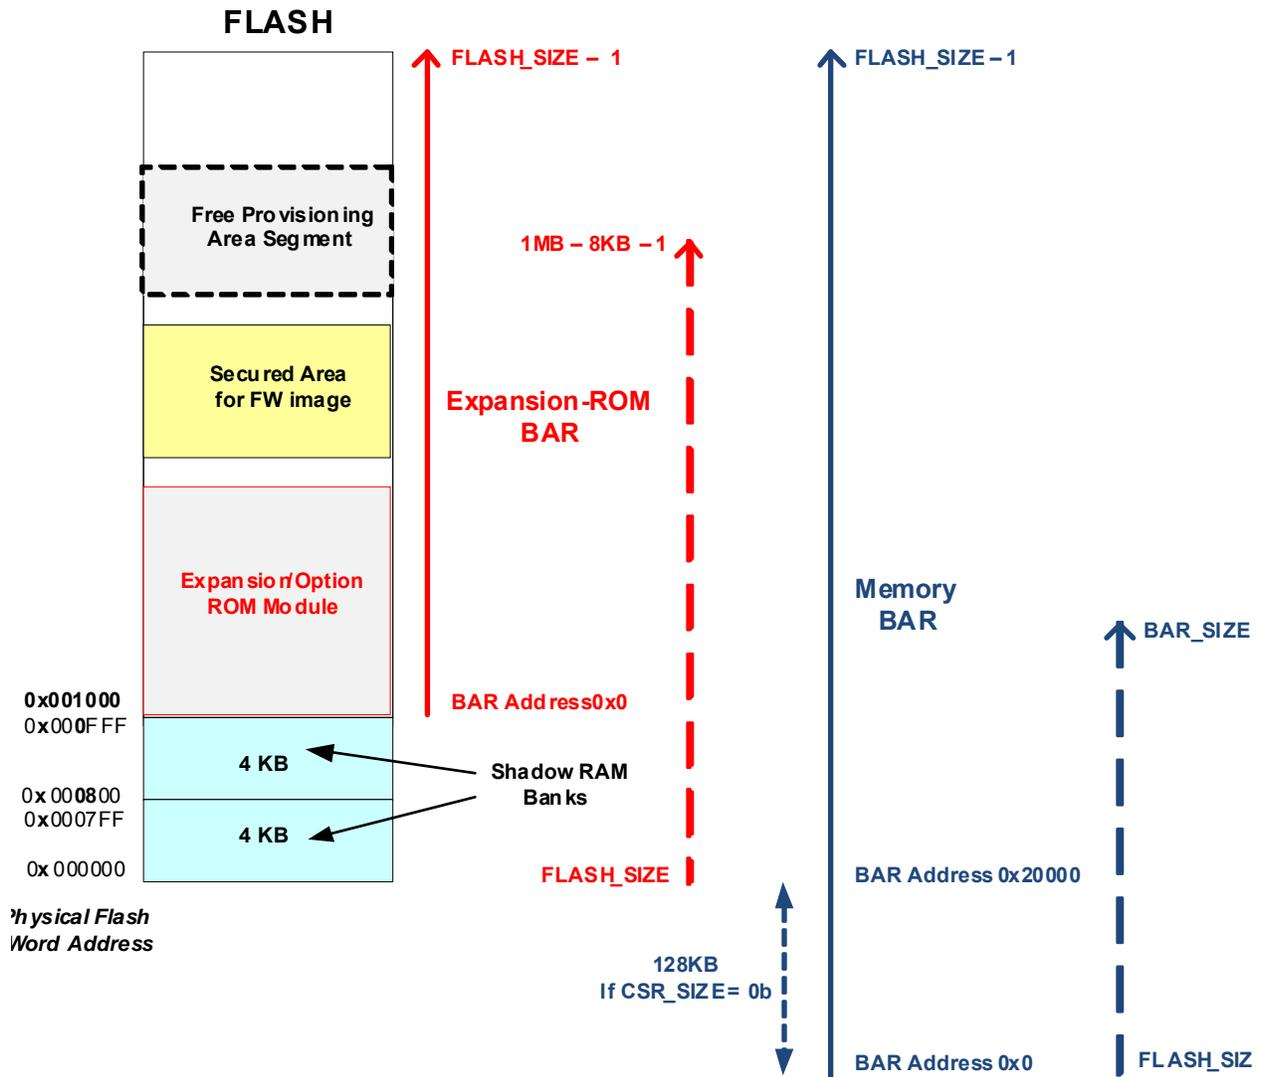 FLASH
FLASH_SIZE – 1
FLASH_SIZE – 1
Free Provisioning
Area Segment
1MB – 8KB – 1
Secured Area
for FW image
Expansion-ROM
BAR
Expansion/Option
ROM Module
Memory
BAR
BAR_SIZE
0x001000
BAR Address0x0
0x000FFF
4 KB
Shadow RAM
Banks
0x000800
0x0007FF
4 KB
0x000000
FLASH_SIZE
BAR Address 0x20000
Physical Flash
Word Address
128KB
If CSR_SIZE= 0b
BAR Address 0x0
FLASH_SIZ